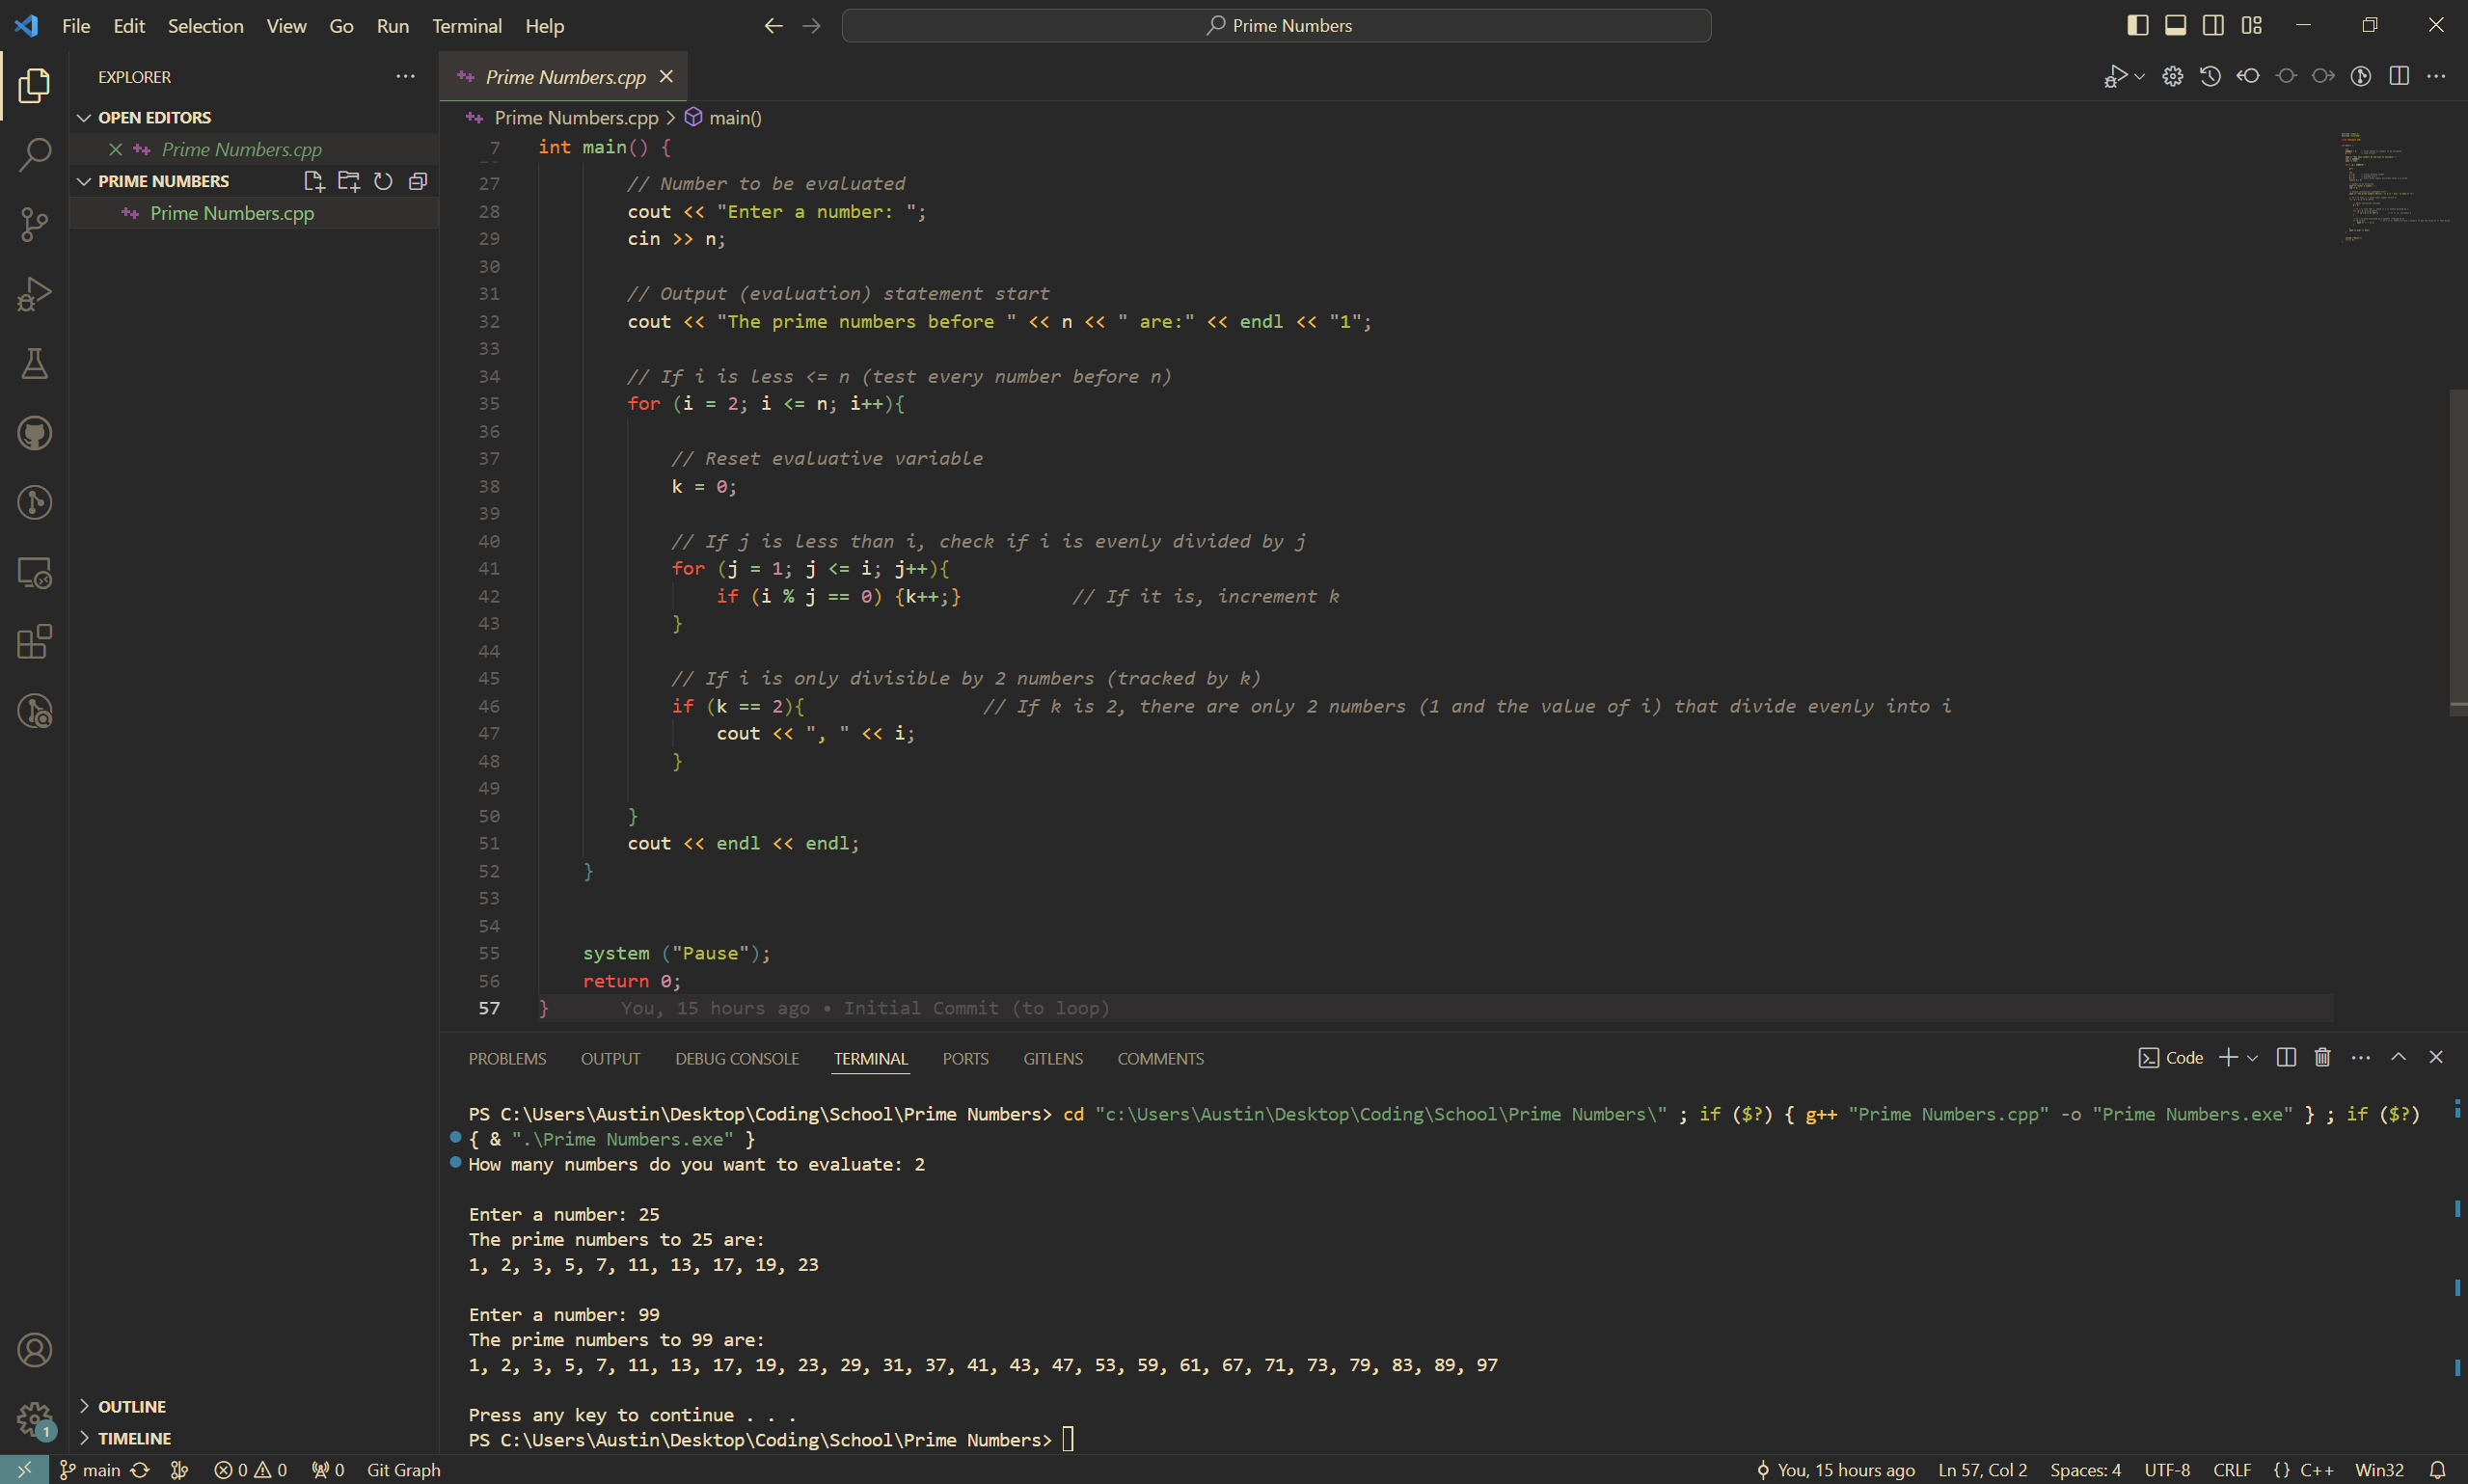 File Edit Selection View Go Run Terminal Help
Prime Numbers
EXPLORER
OPEN EDITORS
Prime Numbers.cpp
PRIME NUMBERS
Prime Numbers.cpp
OUTLINE
TIMELINE
Prime Numbers.cpp
Prime Numbers.cpp > main()
7 int main() {
27 // Number to be evaluated
28 cout << "Enter a number: ";
29 cin >> n;
30
31 // Output (evaluation) statement start
32 cout << "The prime numbers before " << n << " are:" << endl << "1";
33
34 // If i is less <= n (test every number before n)
35 for (i = 2; i <= n; i++){
36
37 // Reset evaluative variable
38 k = 0;
39
40 // If j is less than i, check if i is evenly divided by j
41 for (j = 1; j <= i; j++){
42 if (i % j == 0) {k++;} // If it is, increment k
43 }
44
45 // If i is only divisible by 2 numbers (tracked by k)
46 if (k == 2){ // If k is 2, there are only 2 numbers (1 and the value of i) that divide evenly into i
47 cout << ", " << i;
48 }
49
50 }
51 cout << endl << endl;
52 }
53
54
55 system ("Pause");
56 return 0;
57 } You, 15 hours ago • Initial Commit (to loop)
PROBLEMS OUTPUT DEBUG CONSOLE TERMINAL PORTS GITLENS COMMENTS
Code
PS C:\Users\Austin\Desktop\Coding\School\Prime Numbers> cd "c:\Users\Austin\Desktop\Coding\School\Prime Numbers\" ; if ($?) { g++ "Prime Numbers.cpp" -o "Prime Numbers.exe" } ; if ($?)
{ & ".\Prime Numbers.exe" }
How many numbers do you want to evaluate: 2
Enter a number: 25
The prime numbers to 25 are:
1, 2, 3, 5, 7, 11, 13, 17, 19, 23
Enter a number: 99
The prime numbers to 99 are:
1, 2, 3, 5, 7, 11, 13, 17, 19, 23, 29, 31, 37, 41, 43, 47, 53, 59, 61, 67, 71, 73, 79, 83, 89, 97
Press any key to continue . . .
PS C:\Users\Austin\Desktop\Coding\School\Prime Numbers>
1
main 0 0 0 Git Graph You, 15 hours ago Ln 57, Col 2 Spaces: 4 UTF-8 CRLF {} C++ Win32